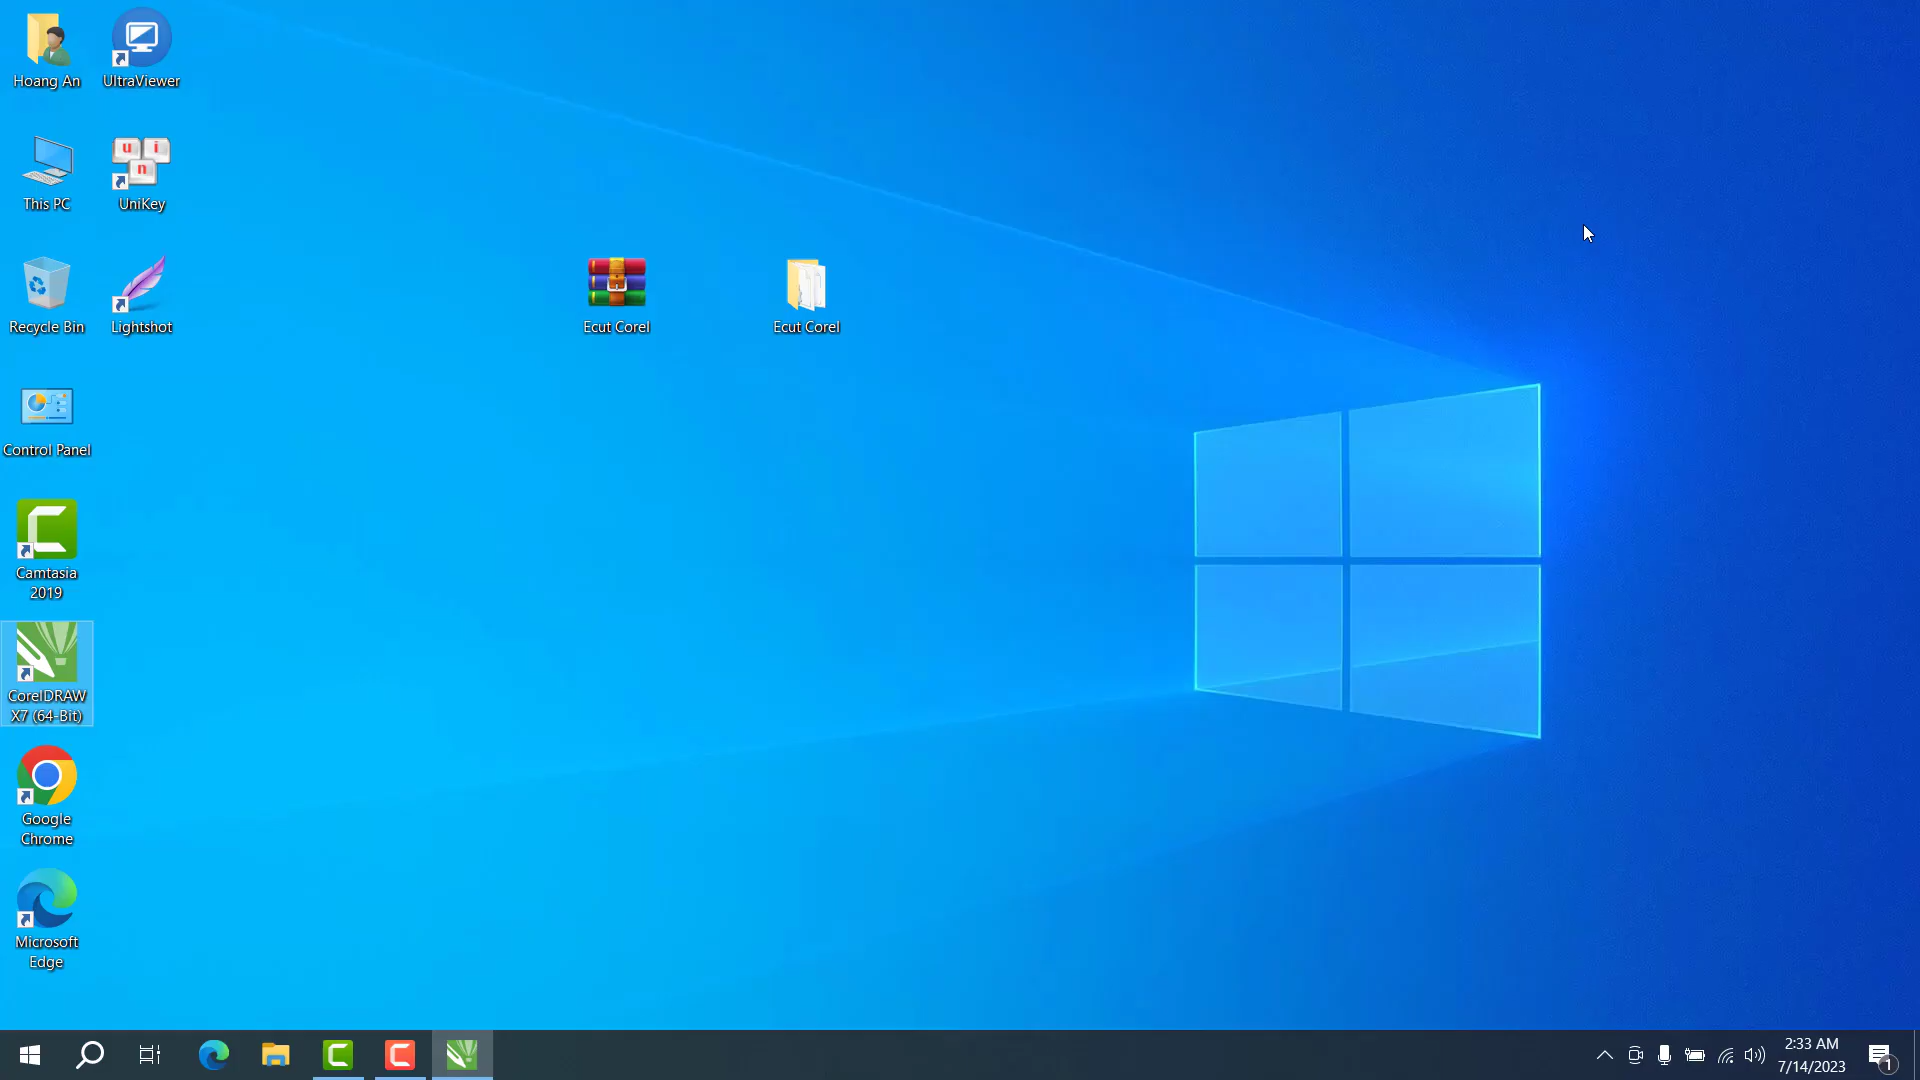 Hoang An
UltraViewer
This PC
u i n
UniKey
Recycle Bin
Lightshot
Ecut Corel
Ecut Corel
Control Panel
Camtasia
2019
CorelDRAW
X7 (64-Bit)
Google
Chrome
Microsoft
Edge
2:33 AM
7/14/2023
1